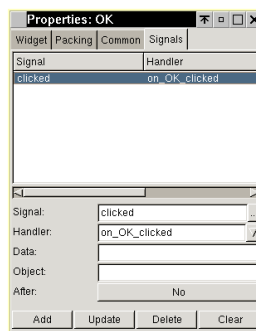 Properties: OK
Widget Packing Common Signals
Signal Handler
clicked on_OK_clicked
Signal: clicked ...
Handler: on_OK_clicked
Data:
Object:
After: No
Add Update Delete Clear